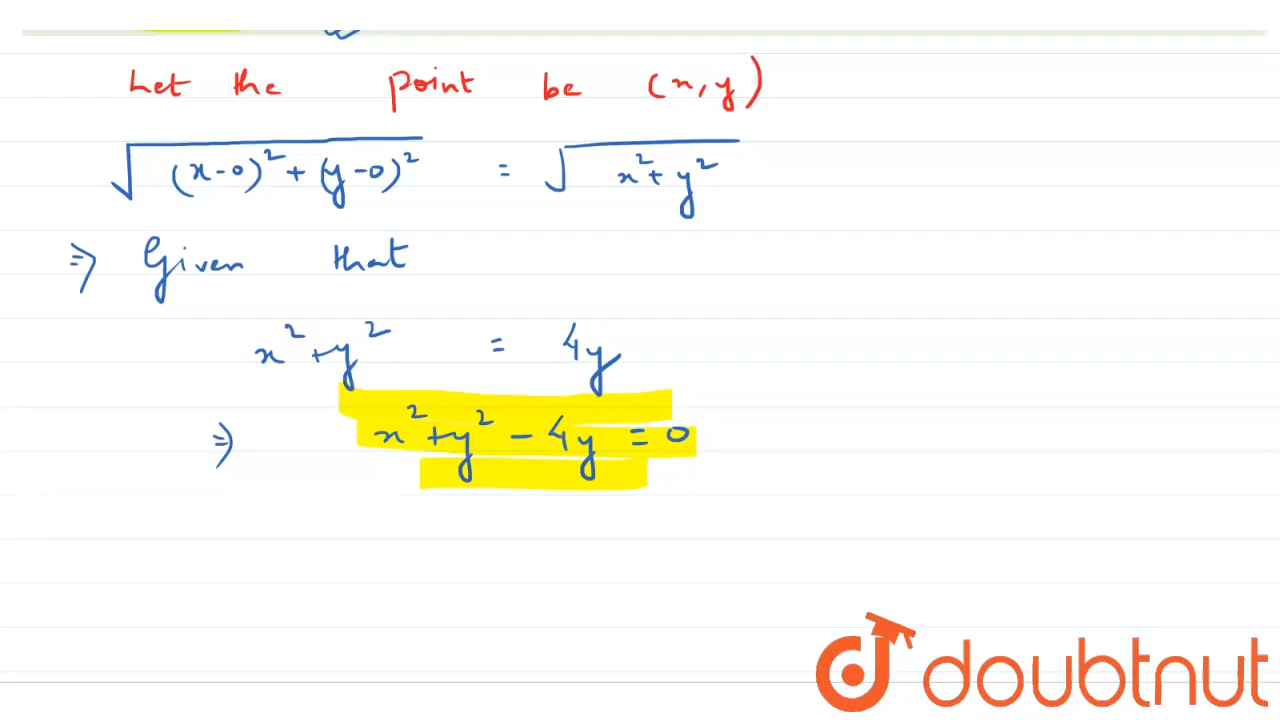 Let the point be (x, y)
√((x-0)² + (y-0)²) = √(x² + y²)
⇒ Given that
x² + y² = 4y
⇒ x² + y² - 4y = 0
doubtnut